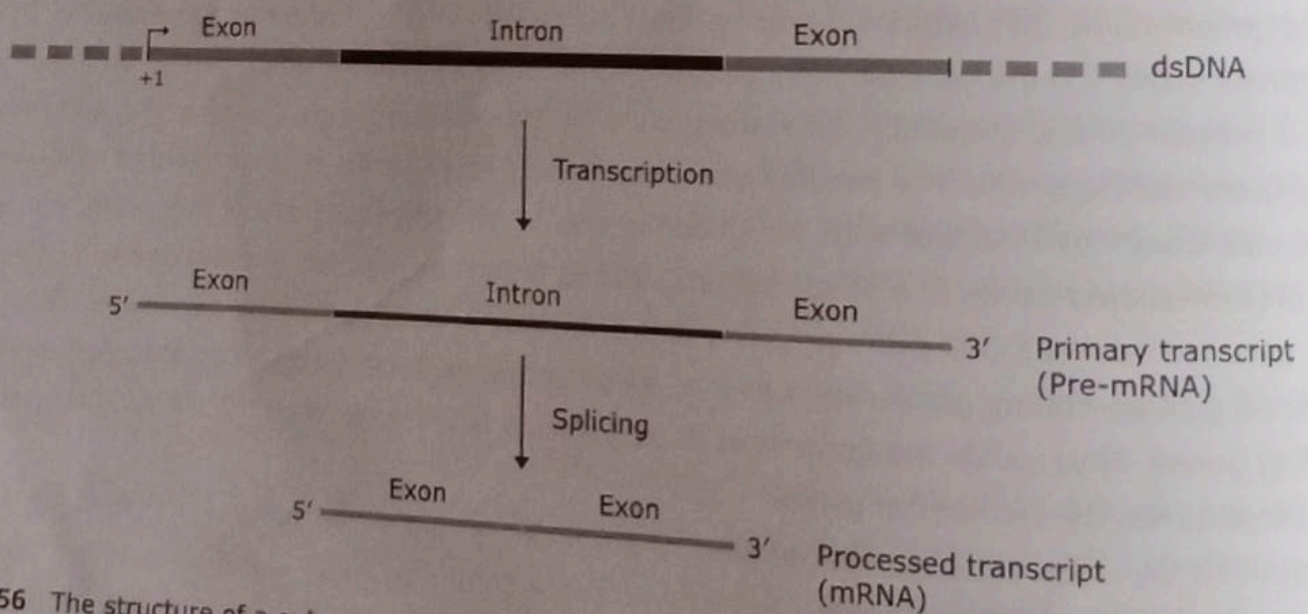 Exon Intron Exon
+1
dsDNA
Transcription
Exon Intron Exon
5′ 3′ Primary transcript
(Pre-mRNA)
Splicing
Exon Exon
5′ 3′ Processed transcript
(mRNA)
56 The structure of a